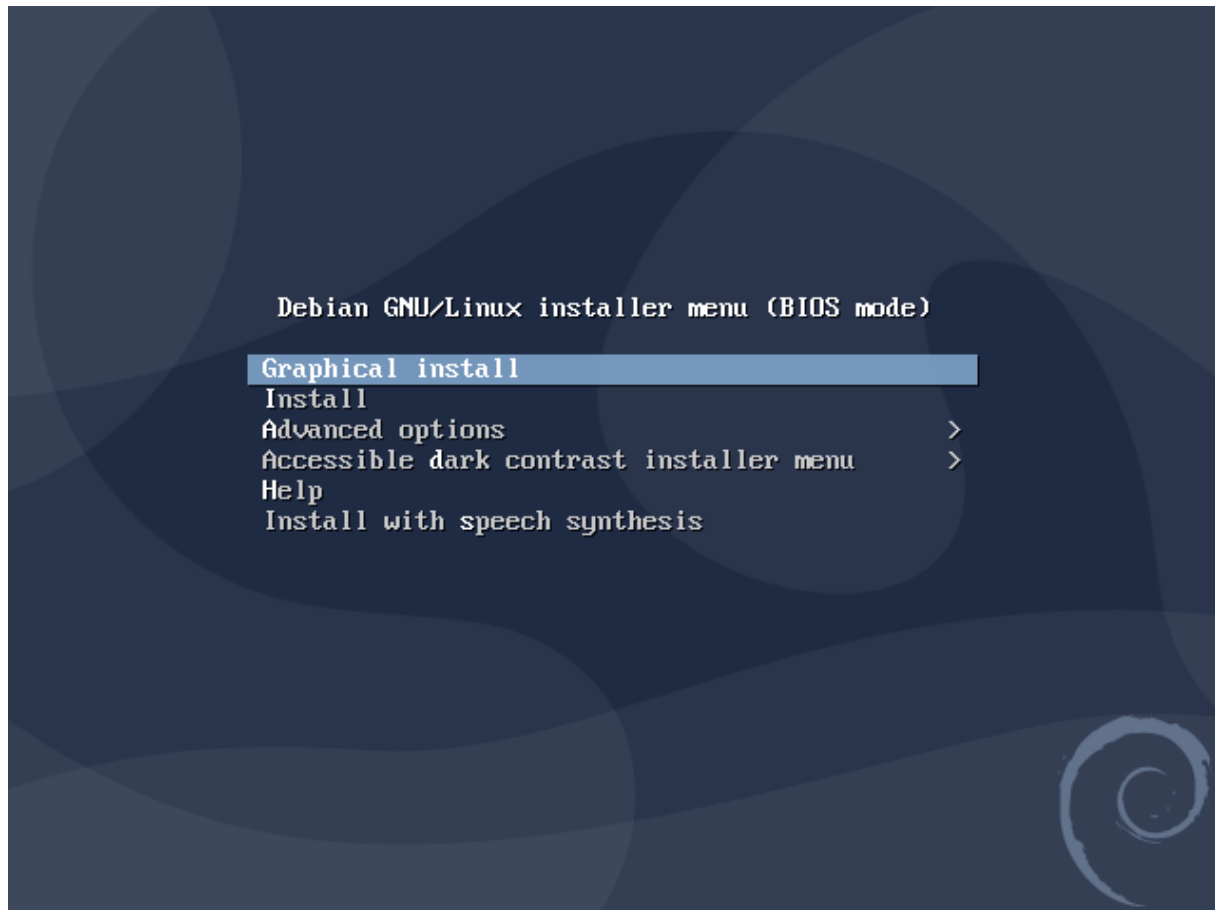 Debian GNU/Linux installer menu (BIOS mode)
Graphical install
Install
Advanced options >
Accessible dark contrast installer menu >
Help
Install with speech synthesis